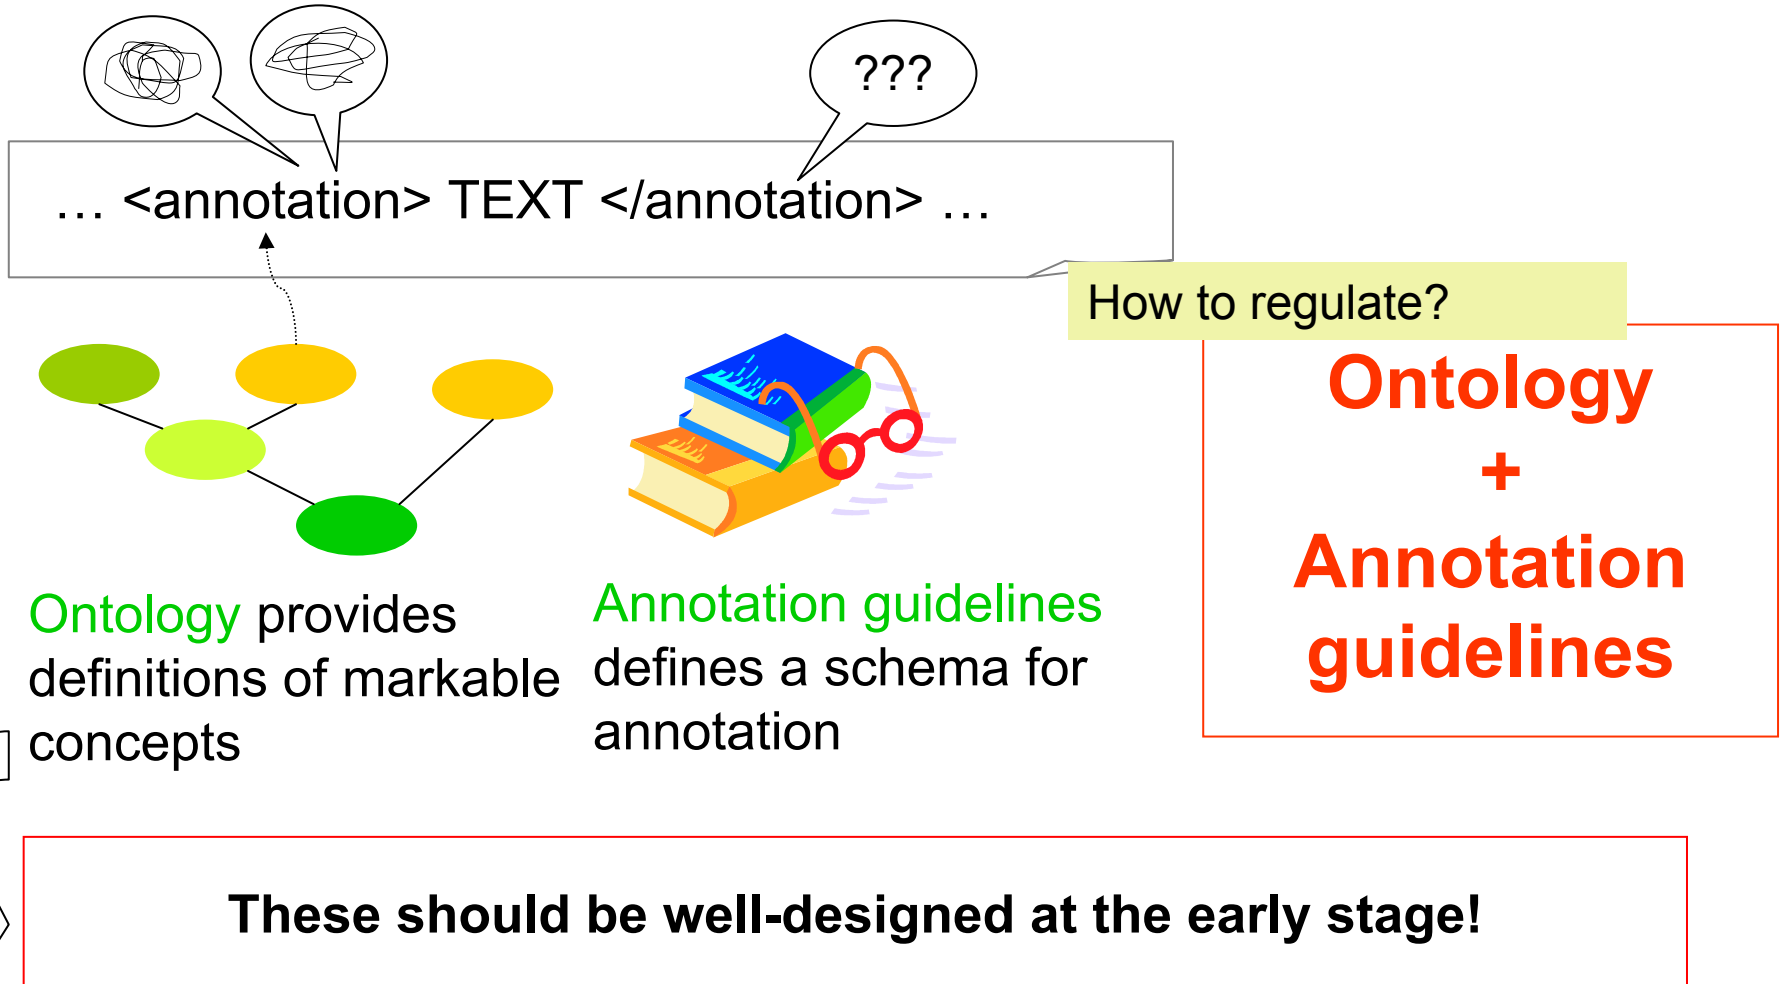 ???
… <annotation> TEXT </annotation> …
How to regulate?
Ontology
+
Annotation
guidelines
Ontology provides
definitions of markable
concepts
Annotation guidelines
defines a schema for
annotation
These should be well-designed at the early stage!